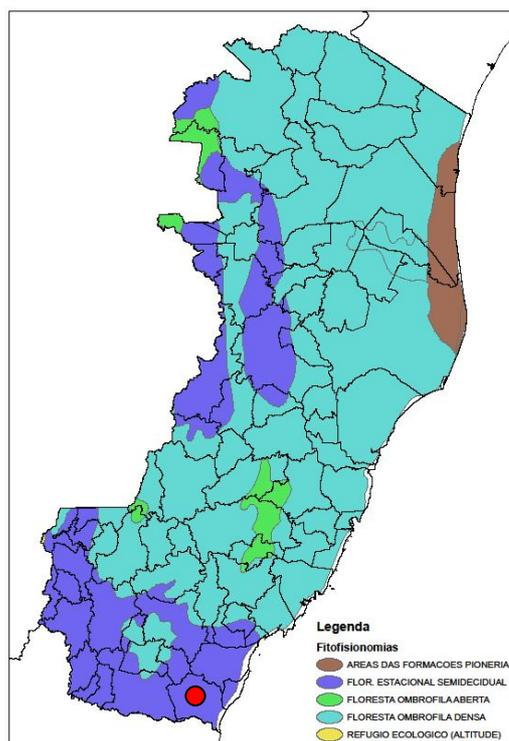 Legenda
Fitofisionomias
AREAS DAS FORMACOES PIONERIA
FLOR. ESTACIONAL SEMIDECIDUAL
FLORESTA OMBROFILA ABERTA
FLORESTA OMBROFILA DENSA
REFUGIO ECOLOGICO (ALTITUDE)